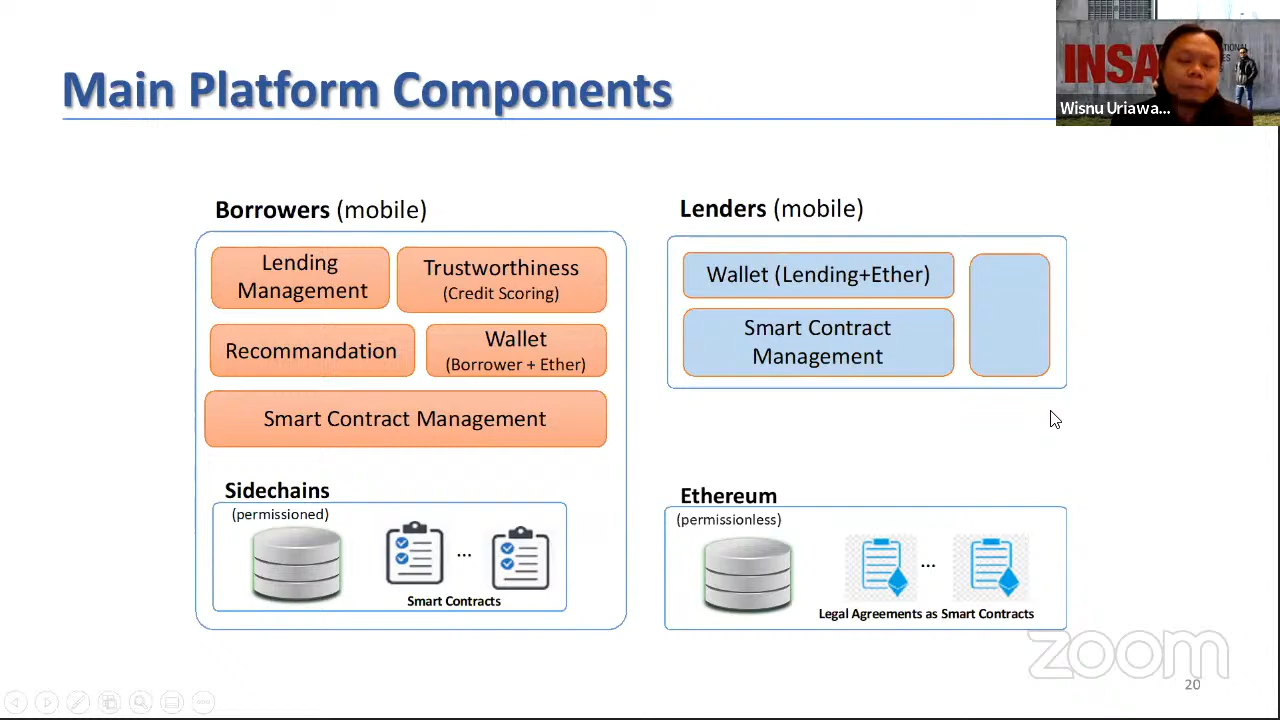 Main Platform Components
INSA
Wisnu Uriawa...
Borrowers (mobile)
Lending
Management
Trustworthiness
(Credit Scoring)
Recommandation
Wallet
(Borrower + Ether)
Smart Contract Management
Sidechains
(permissioned)
...
Smart Contracts
Lenders (mobile)
Wallet (Lending+Ether)
Smart Contract
Management
Ethereum
(permissionless)
...
Legal Agreements as Smart Contracts
zoom
20